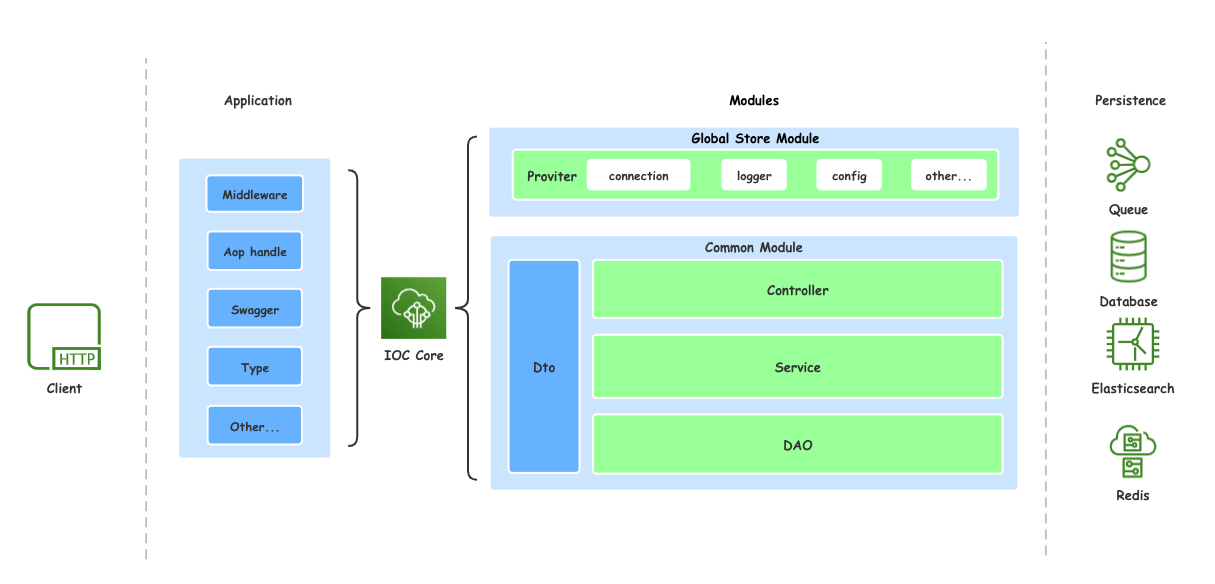 Application
Modules
Persistence
HTTP
Client
Middleware
Aop handle
Swagger
Type
Other...
IOC Core
Global Store Module
Proviter
connection
logger
config
other...
Common Module
Dto
Controller
Service
DAO
Queue
Database
Elasticsearch
Redis